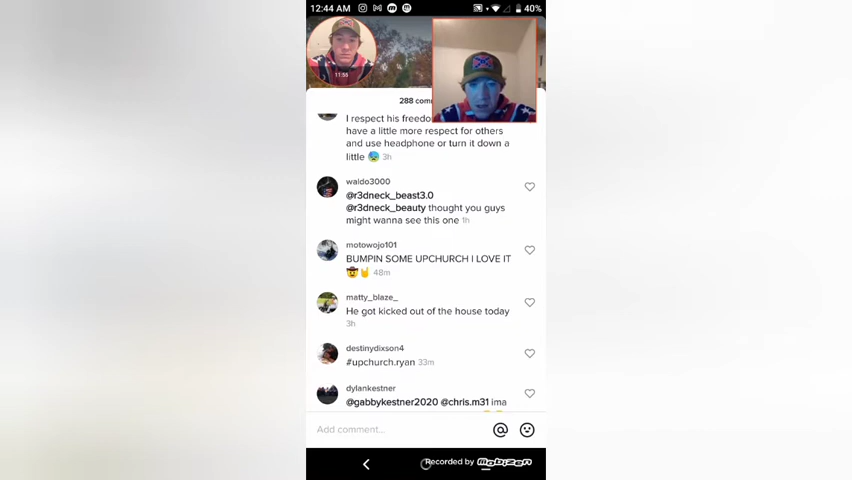 12:44 AM
40%
11:55
288 com
I respect his freedo
have a little more respect for others
and use headphone or turn it down a
little 😰 3h
waldo3000
@r3dneck_beast3.0
@r3dneck_beauty thought you guys
might wanna see this one 1h
motowojo101
BUMPIN SOME UPCHURCH I LOVE IT
🤠🤘 48m
matty_blaze_
He got kicked out of the house today
3h
destinydixson4
#upchurch.ryan 33m
dylankestner
@gabbykestner2020 @chris.m31 ima
Add comment...
Recorded by Mobizen